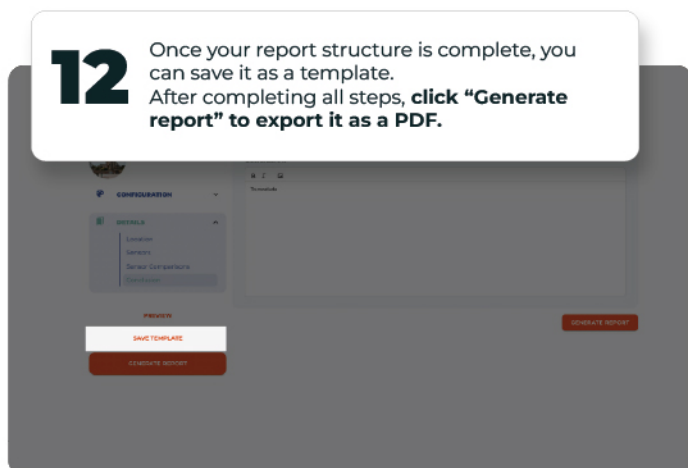 12
Once your report structure is complete, you
can save it as a template.
After completing all steps, click “Generate
report” to export it as a PDF.
CONFIGURATION
DETAILS
Location
Sensors
Sensor Comparisons
Conclusion
PREVIEW
SAVE TEMPLATE
GENERATE REPORT
GENERATE REPORT